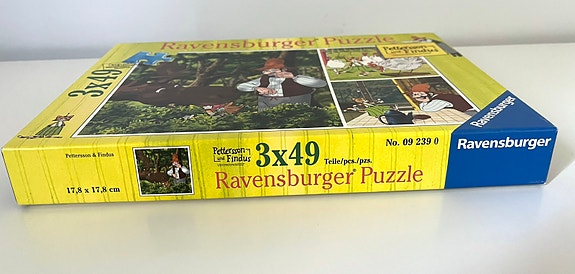 Ravensburger Puzzle
3x49
Pettersson
und Findus
Ravensburger
Pettersson & Findus
17,8 x 17,8 cm
Pettersson
und Findus
3x49
Teile/pcs./pzs.
No. 09 239 0
Ravensburger Puzzle
Ravensburger